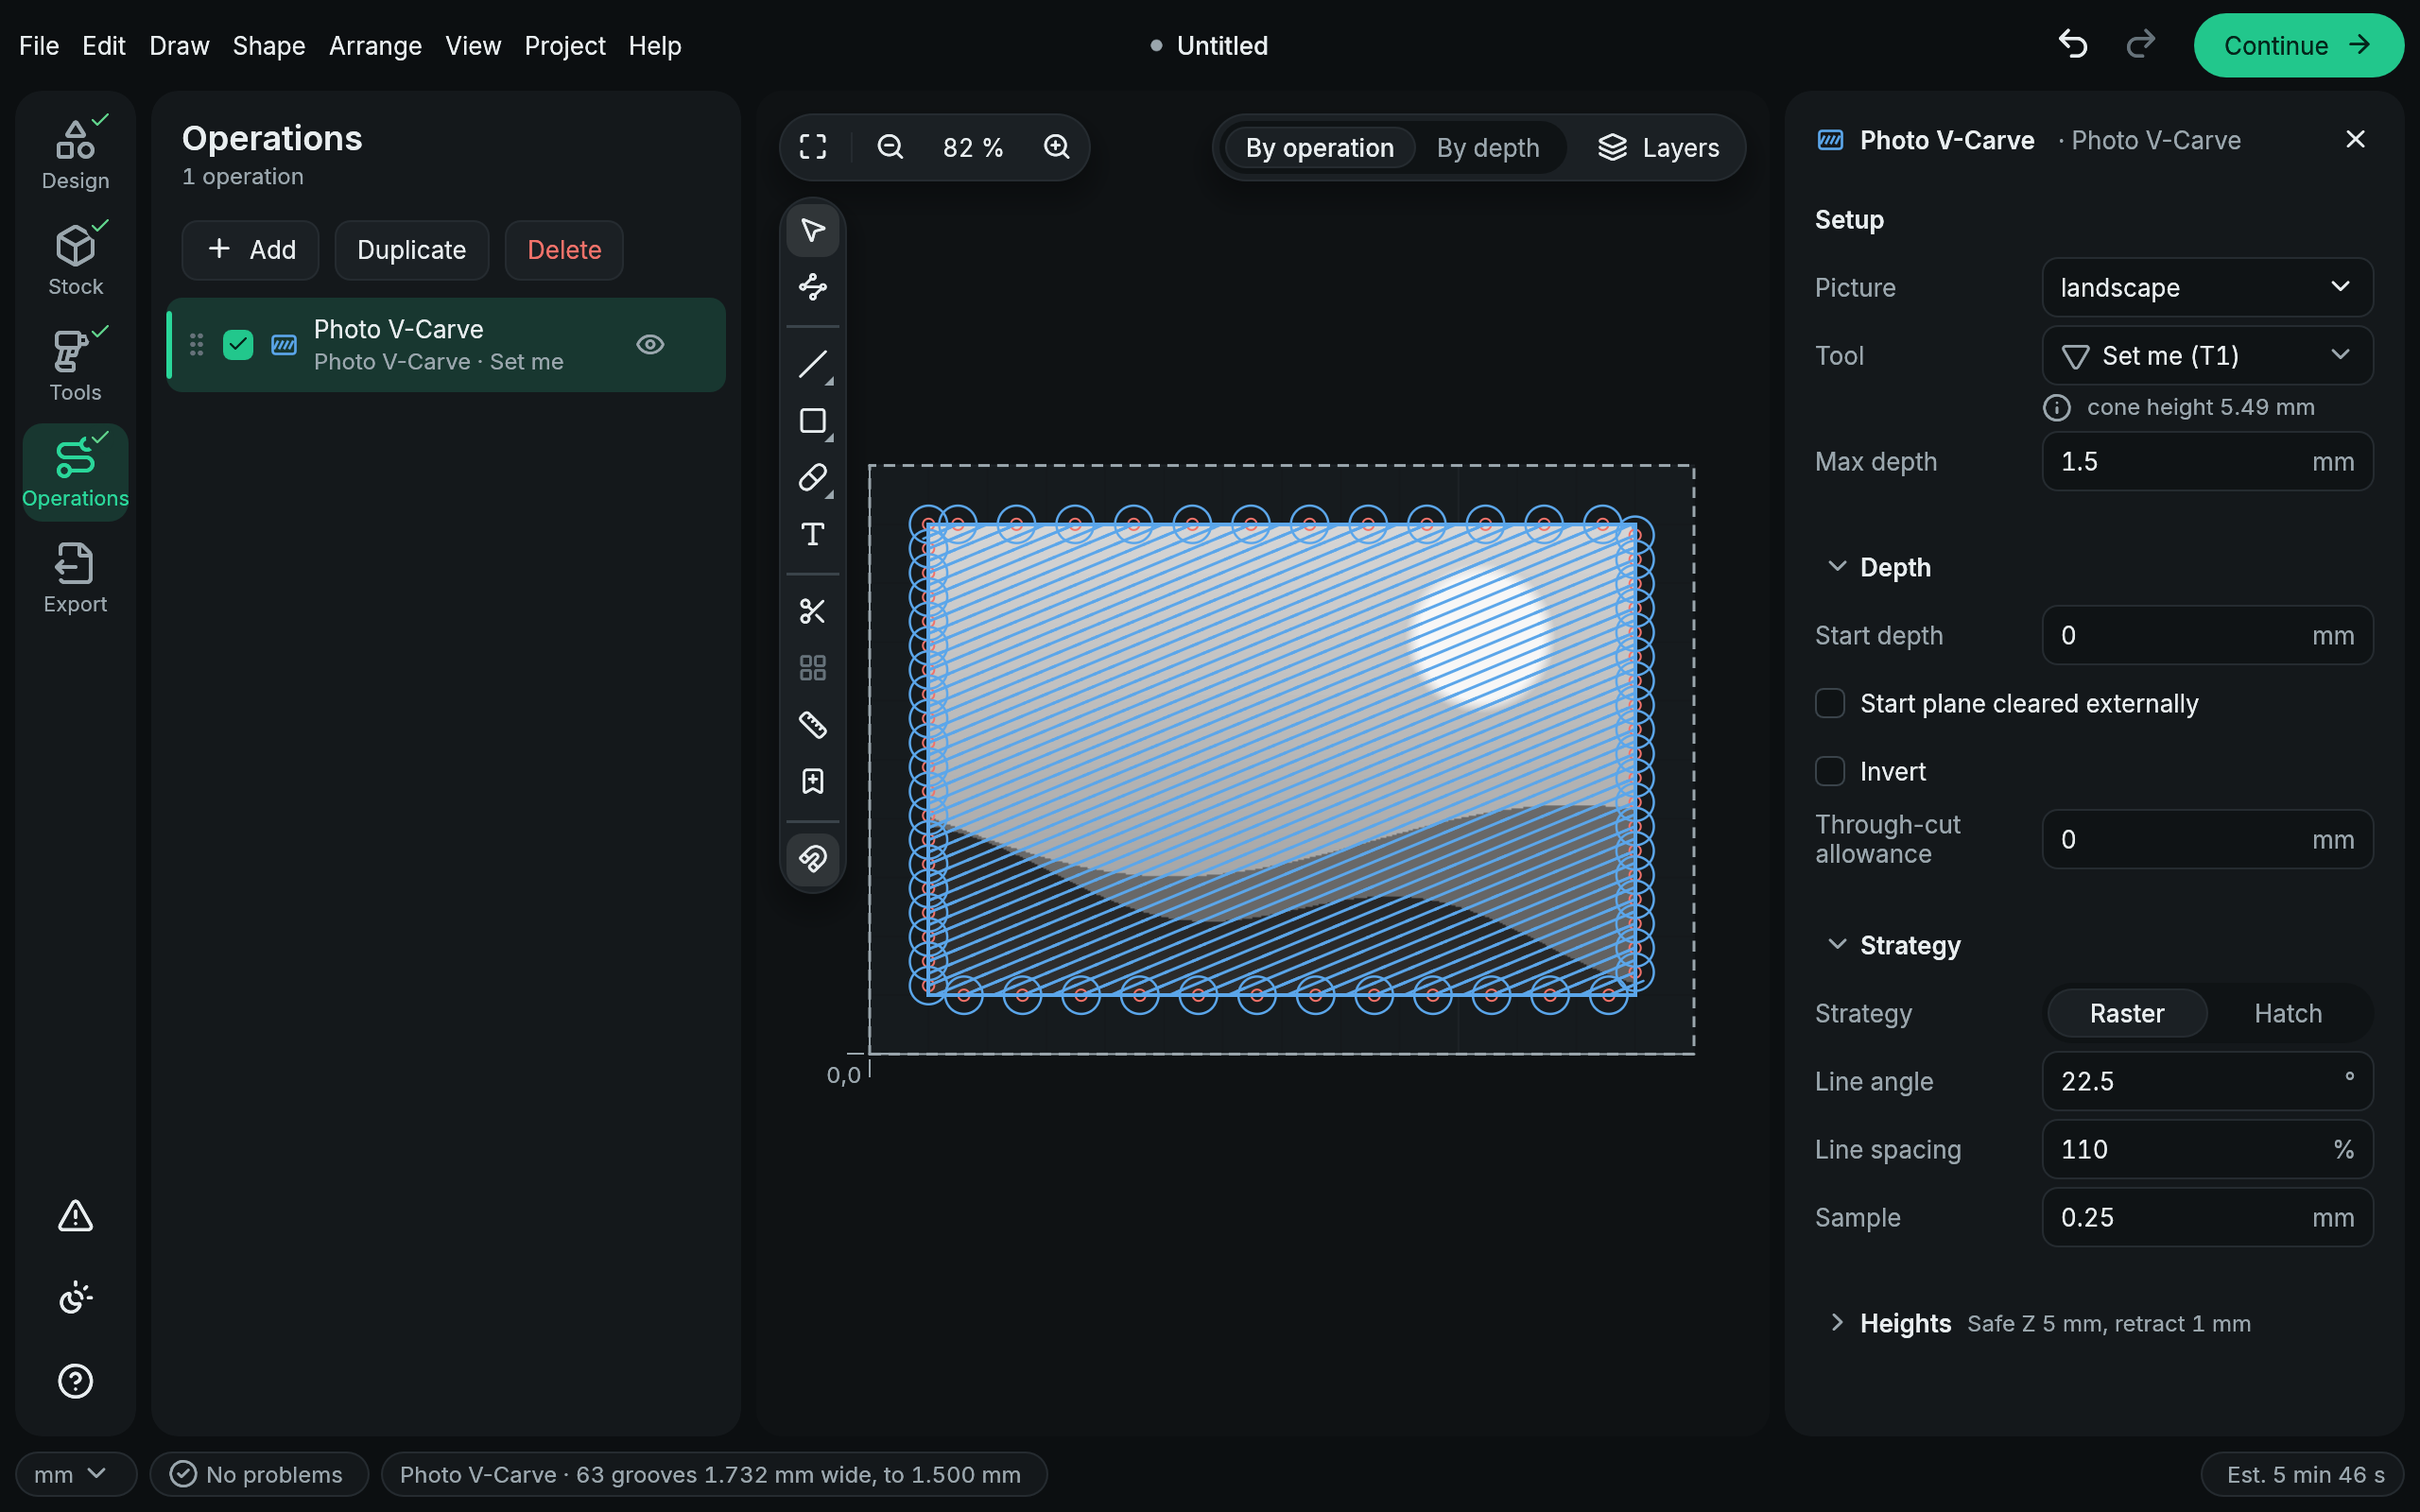 File Edit Draw Shape Arrange View Project Help
Untitled
Continue
Design
Stock
Tools
Operations
Export
Operations
1 operation
Add
Duplicate
Delete
Photo V-Carve
Photo V-Carve · Set me
82 %
By operation
By depth
Layers
0,0
Photo V-Carve · Photo V-Carve
Setup
Picture
landscape
Tool
Set me (T1)
cone height 5.49 mm
Max depth
1.5 mm
Depth
Start depth
0 mm
Start plane cleared externally
Invert
Through-cut
allowance
0 mm
Strategy
Strategy
Raster
Hatch
Line angle
22.5 °
Line spacing
110 %
Sample
0.25 mm
Heights Safe Z 5 mm, retract 1 mm
mm
No problems
Photo V-Carve · 63 grooves 1.732 mm wide, to 1.500 mm
Est. 5 min 46 s